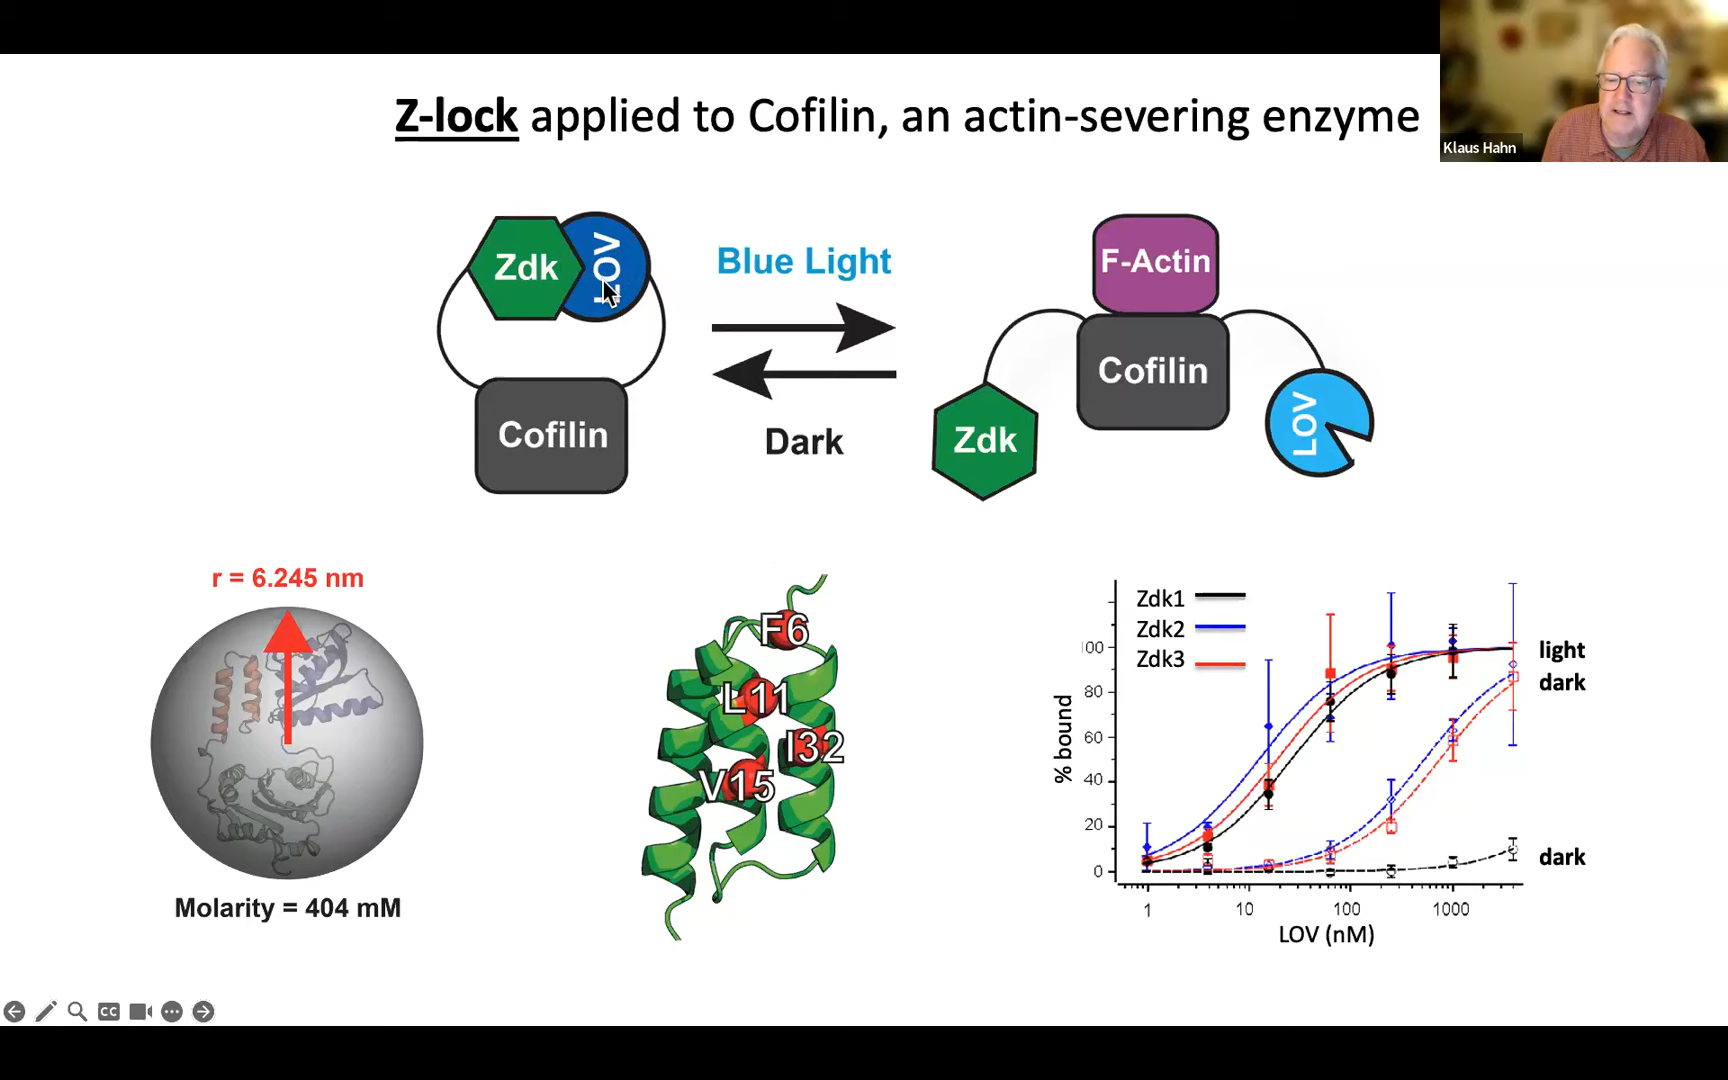 Z-lock applied to Cofilin, an actin-severing enzyme
Klaus Hahn
Zdk
LOV
Cofilin
Blue Light
Dark
F-Actin
Cofilin
Zdk
LOV
r = 6.245 nm
Molarity = 404 mM
F6
L11
I32
V15
Zdk1
Zdk2
Zdk3
% bound
100
80
60
40
20
0
1
10
100
1000
LOV (nM)
light
dark
dark
CC